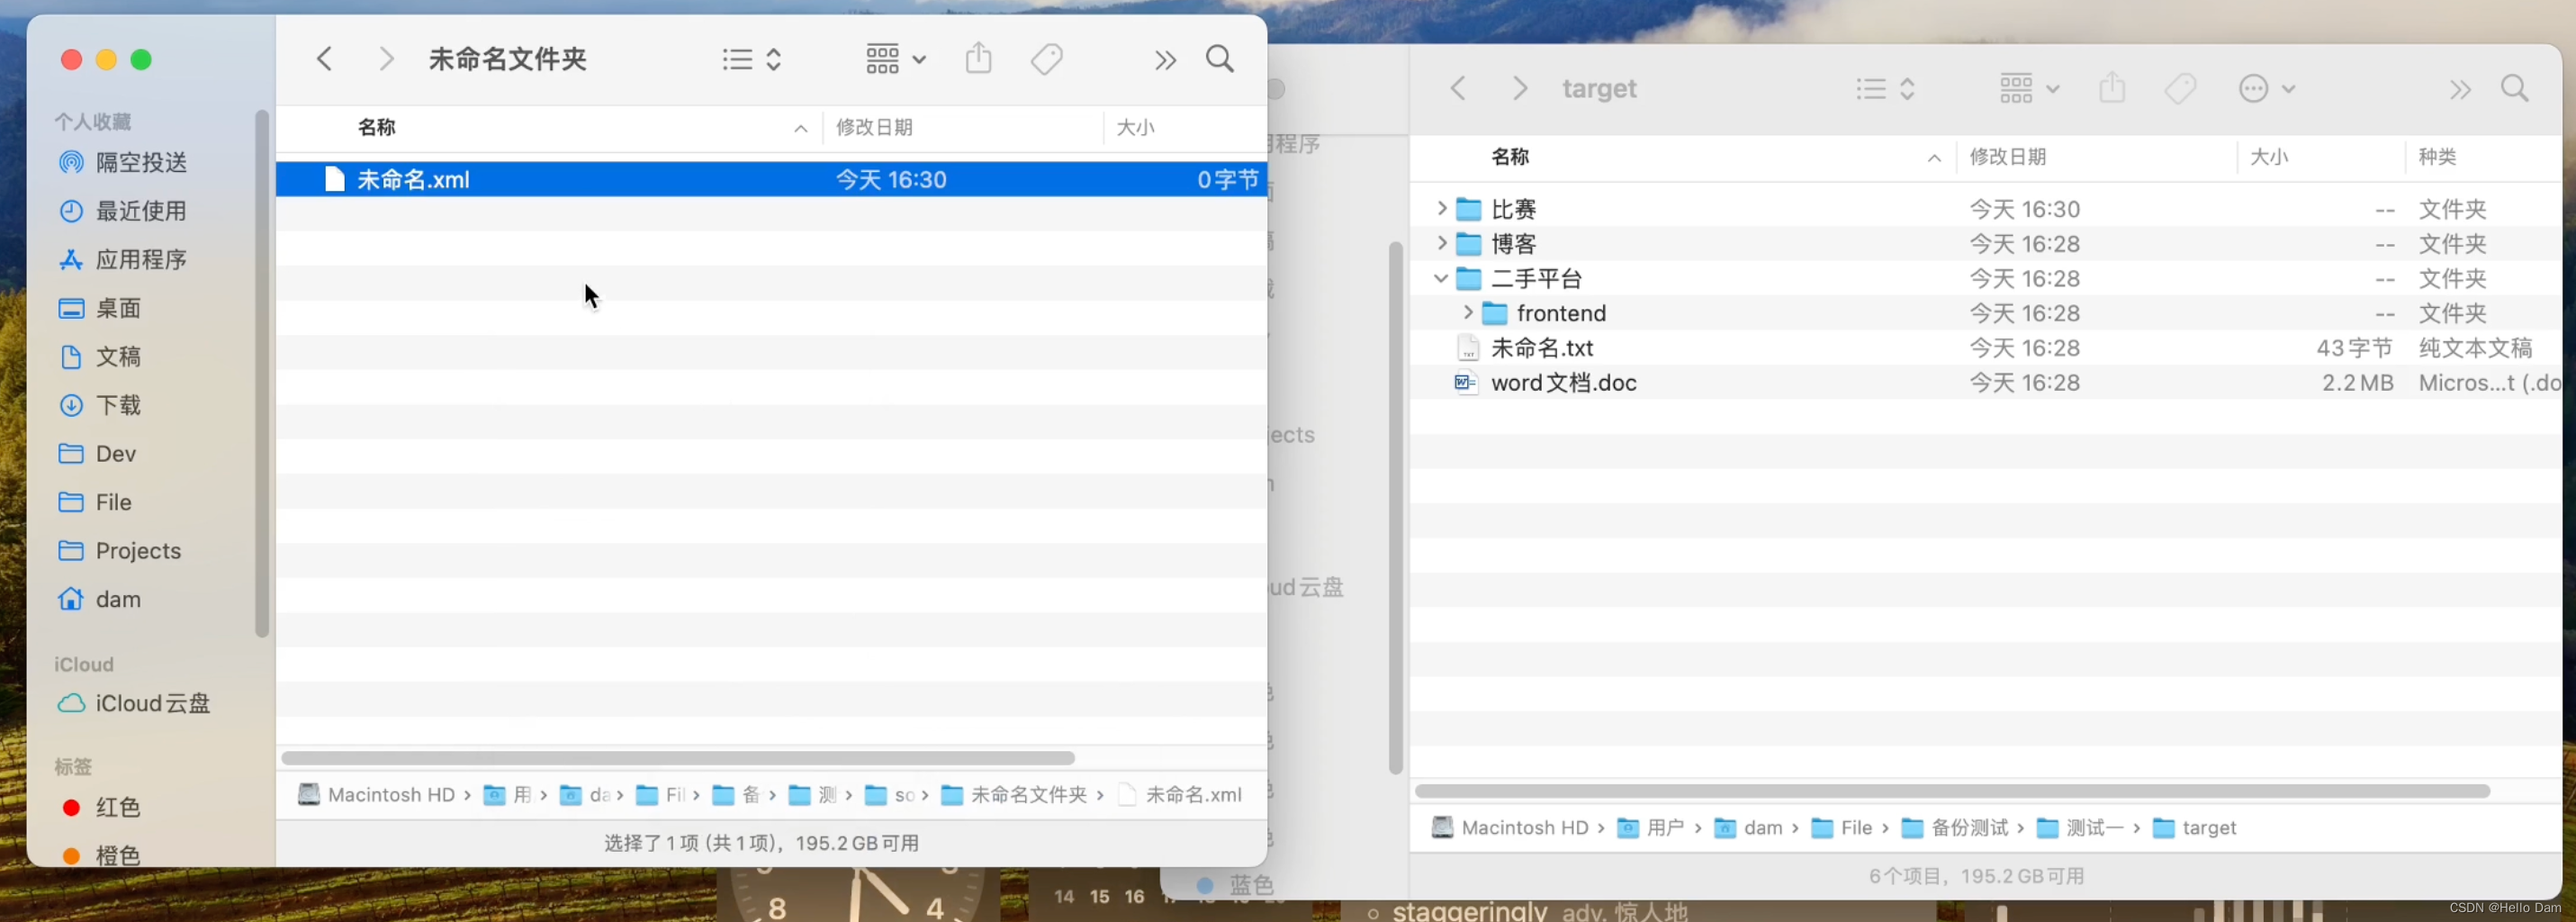 未命名文件夹
个人收藏
隔空投送
最近使用
应用程序
桌面
文稿
下载
Dev
File
Projects
dam
iCloud
iCloud云盘
标签
红色
橙色
名称 修改日期 大小
未命名.xml 今天 16:30 0字节
Macintosh HD 用 da Fil 备 测 so 未命名文件夹 未命名.xml
选择了1项 (共1项)，195.2 GB可用
程序
ects
ud云盘
蓝色
target
名称 修改日期 大小 种类
比赛 今天 16:30 -- 文件夹
博客 今天 16:28 -- 文件夹
二手平台 今天 16:28 -- 文件夹
frontend 今天 16:28 -- 文件夹
未命名.txt 今天 16:28 43字节 纯文本文稿
word文档.doc 今天 16:28 2.2 MB Micros...t (.do
Macintosh HD 用户 dam File 备份测试 测试一 target
6个项目，195.2 GB可用
8 4
14 15 16
staggeringly adv. 惊人地
CSDN @Hello Dam